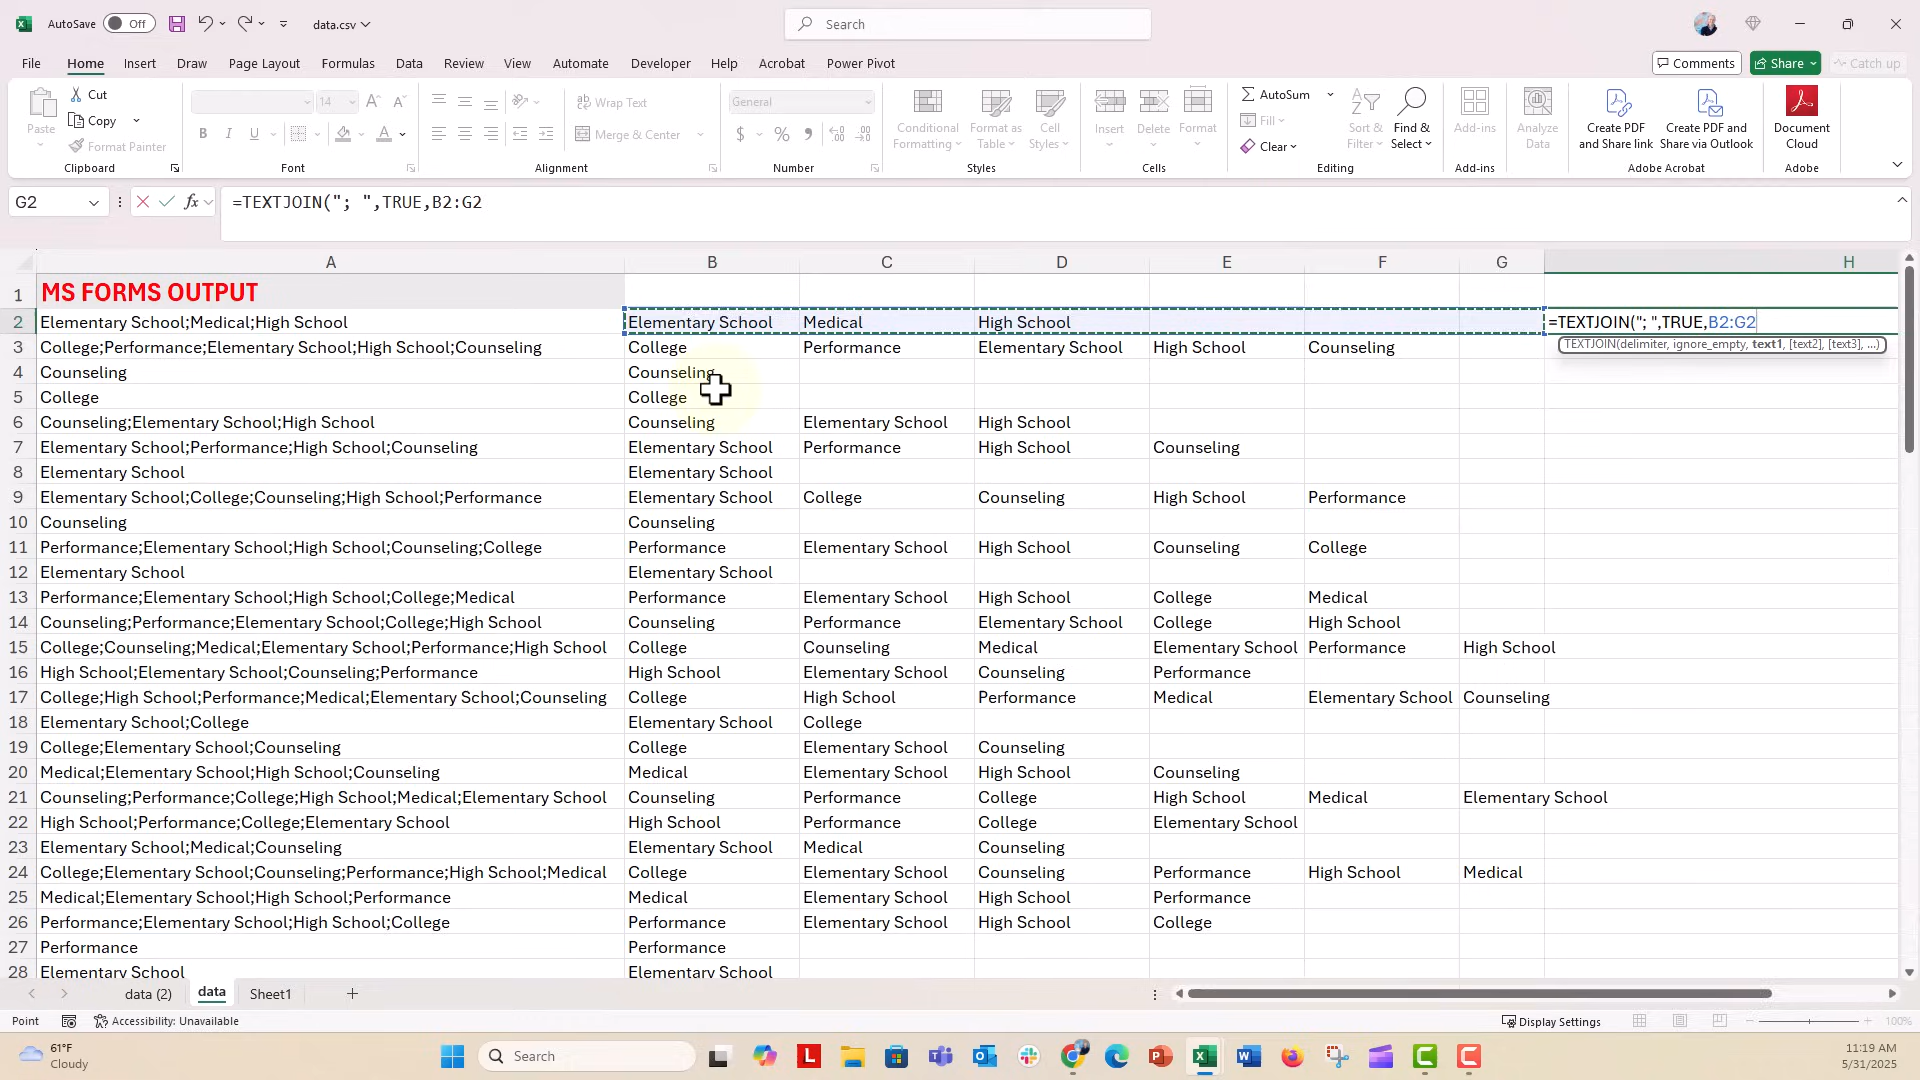 AutoSave Off data.csv Search
File Home Insert Draw Page Layout Formulas Data Review View Automate Developer Help Acrobat Power Pivot Comments Share Catch up
Paste Cut Copy Format Painter Clipboard
14 B I U A A A Font
ab Wrap Text Merge & Center Alignment
General $ % Number
Conditional Formatting Format as Table Cell Styles Styles
Insert Delete Format Cells
AutoSum Fill Clear Sort & Filter Find & Select Editing
Add-ins Add-ins
Analyze Data
Create PDF and Share link Create PDF and Share via Outlook Adobe Acrobat
Document Cloud Adobe
G2 fx =TEXTJOIN("; ",TRUE,B2:G2
A B C D E F G H
1 MS FORMS OUTPUT
2 Elementary School;Medical;High School Elementary School Medical High School =TEXTJOIN("; ",TRUE,B2:G2
TEXTJOIN(delimiter, ignore_empty, text1, [text2], [text3], ...)
3 College;Performance;Elementary School;High School;Counseling College Performance Elementary School High School Counseling
4 Counseling Counseling
5 College College
6 Counseling;Elementary School;High School Counseling Elementary School High School
7 Elementary School;Performance;High School;Counseling Elementary School Performance High School Counseling
8 Elementary School Elementary School
9 Elementary School;College;Counseling;High School;Performance Elementary School College Counseling High School Performance
10 Counseling Counseling
11 Performance;Elementary School;High School;Counseling;College Performance Elementary School High School Counseling College
12 Elementary School Elementary School
13 Performance;Elementary School;High School;College;Medical Performance Elementary School High School College Medical
14 Counseling;Performance;Elementary School;College;High School Counseling Performance Elementary School College High School
15 College;Counseling;Medical;Elementary School;Performance;High School College Counseling Medical Elementary School Performance High School
16 High School;Elementary School;Counseling;Performance High School Elementary School Counseling Performance
17 College;High School;Performance;Medical;Elementary School;Counseling College High School Performance Medical Elementary School Counseling
18 Elementary School;College Elementary School College
19 College;Elementary School;Counseling College Elementary School Counseling
20 Medical;Elementary School;High School;Counseling Medical Elementary School High School Counseling
21 Counseling;Performance;College;High School;Medical;Elementary School Counseling Performance College High School Medical Elementary School
22 High School;Performance;College;Elementary School High School Performance College Elementary School
23 Elementary School;Medical;Counseling Elementary School Medical Counseling
24 College;Elementary School;Counseling;Performance;High School;Medical College Elementary School Counseling Performance High School Medical
25 Medical;Elementary School;High School;Performance Medical Elementary School High School Performance
26 Performance;Elementary School;High School;College Performance Elementary School High School College
27 Performance Performance
28 Elementary School Elementary School
data (2) data Sheet1
Point Accessibility: Unavailable Display Settings 100%
61°F
Cloudy
Search
11:19 AM
5/31/2025